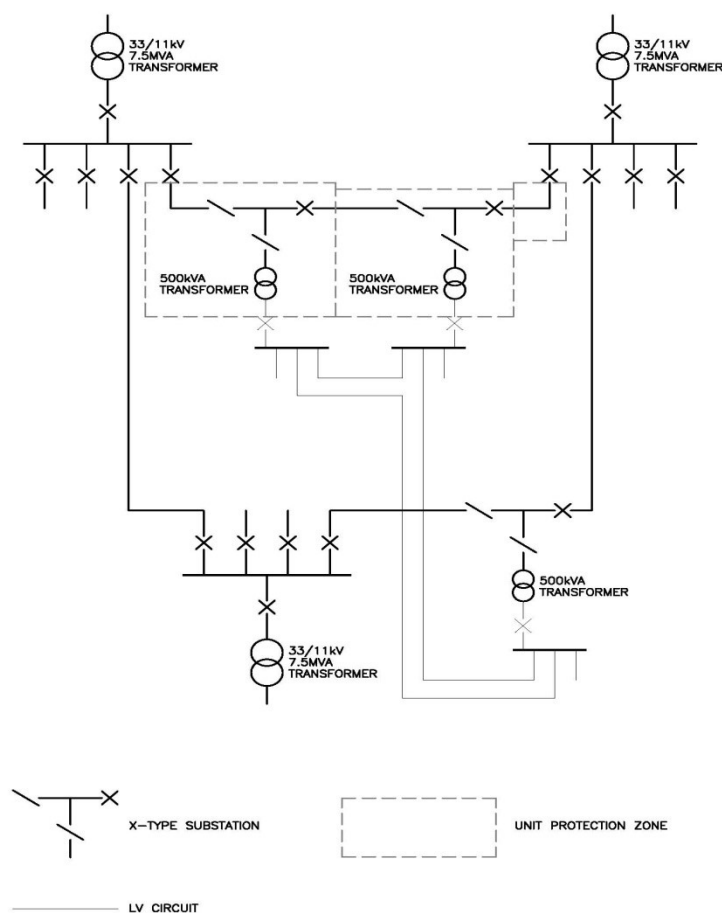 33/11kV
7.5MVA
TRANSFORMER
33/11kV
7.5MVA
TRANSFORMER
500kVA
TRANSFORMER
500kVA
TRANSFORMER
500kVA
TRANSFORMER
33/11kV
7.5MVA
TRANSFORMER
X-TYPE SUBSTATION
UNIT PROTECTION ZONE
LV CIRCUIT